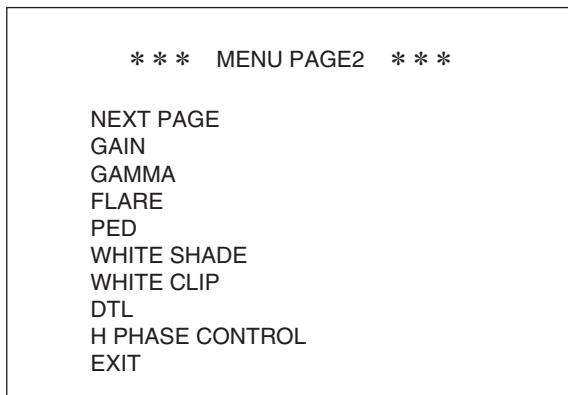 *** MENU PAGE2 ***
NEXT PAGE
GAIN
GAMMA
FLARE
PED
WHITE SHADE
WHITE CLIP
DTL
H PHASE CONTROL
EXIT